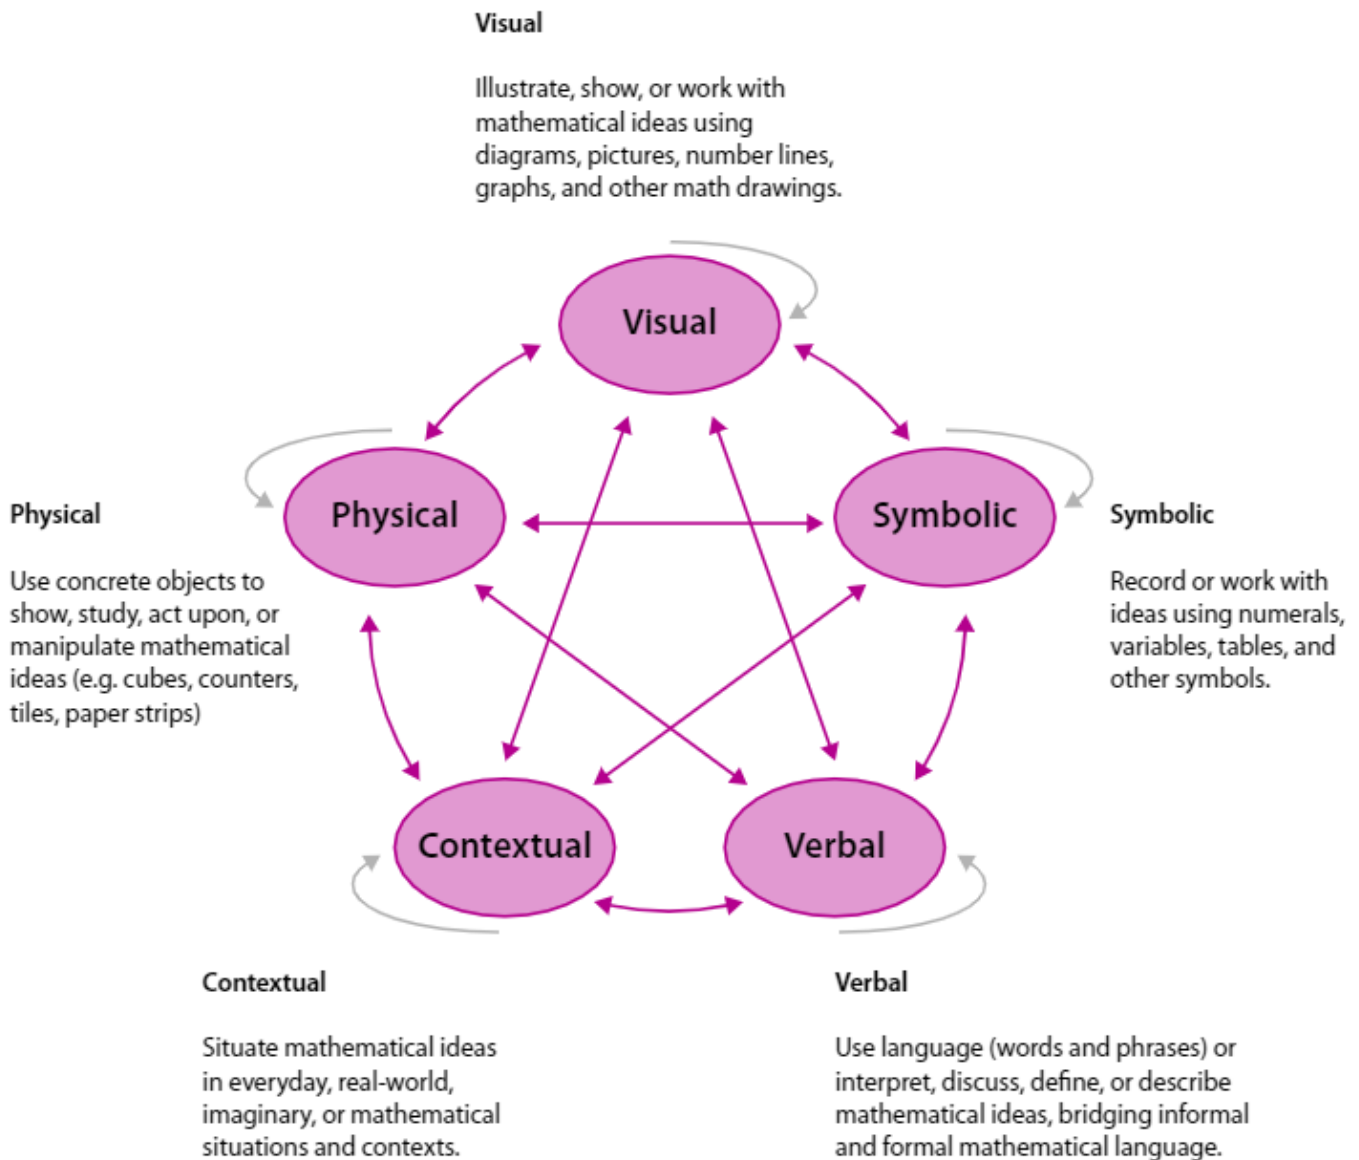 Visual
Illustrate, show, or work with
mathematical ideas using
diagrams, pictures, number lines,
graphs, and other math drawings.
Visual
Physical
Symbolic
Physical
Use concrete objects to
show, study, act upon, or
manipulate mathematical
ideas (e.g. cubes, counters,
tiles, paper strips)
Symbolic
Record or work with
ideas using numerals,
variables, tables, and
other symbols.
Contextual
Verbal
Contextual
Situate mathematical ideas
in everyday, real-world,
imaginary, or mathematical
situations and contexts.
Verbal
Use language (words and phrases) or
interpret, discuss, define, or describe
mathematical ideas, bridging informal
and formal mathematical language.